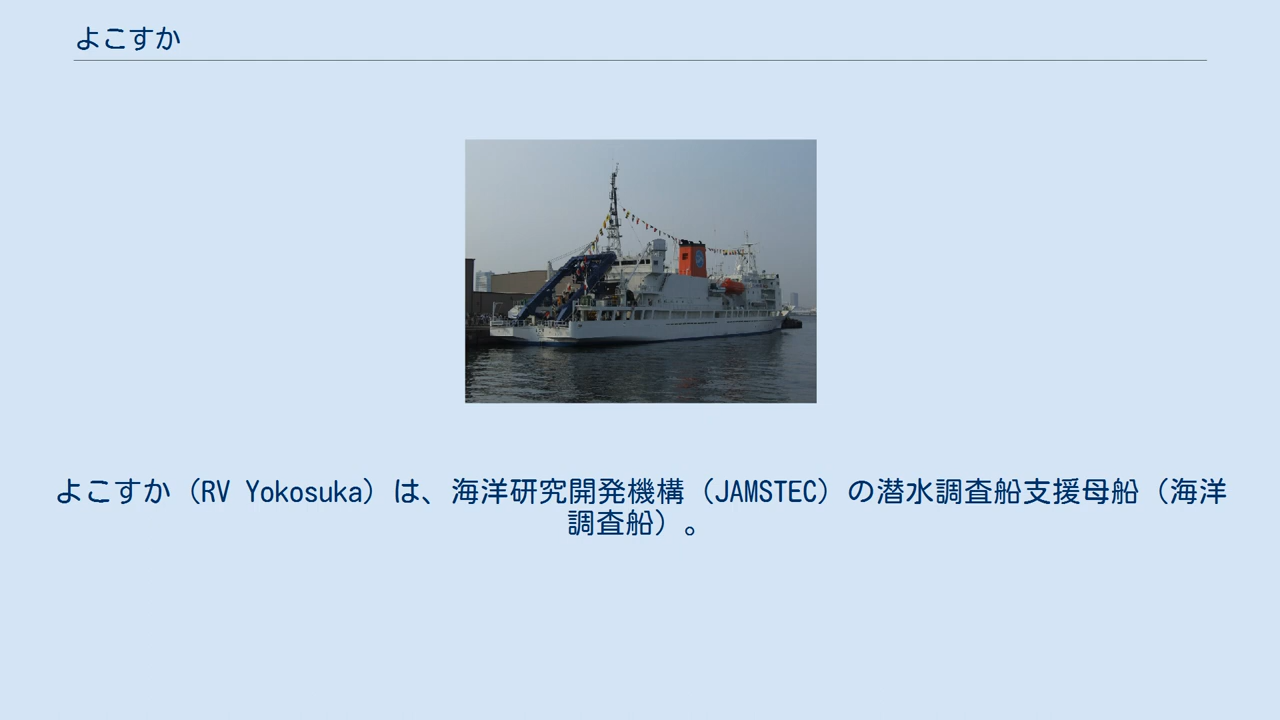 よこすか
よこすか（RV Yokosuka）は、海洋研究開発機構（JAMSTEC）の潜水調査船支援母船（海洋
調査船）。